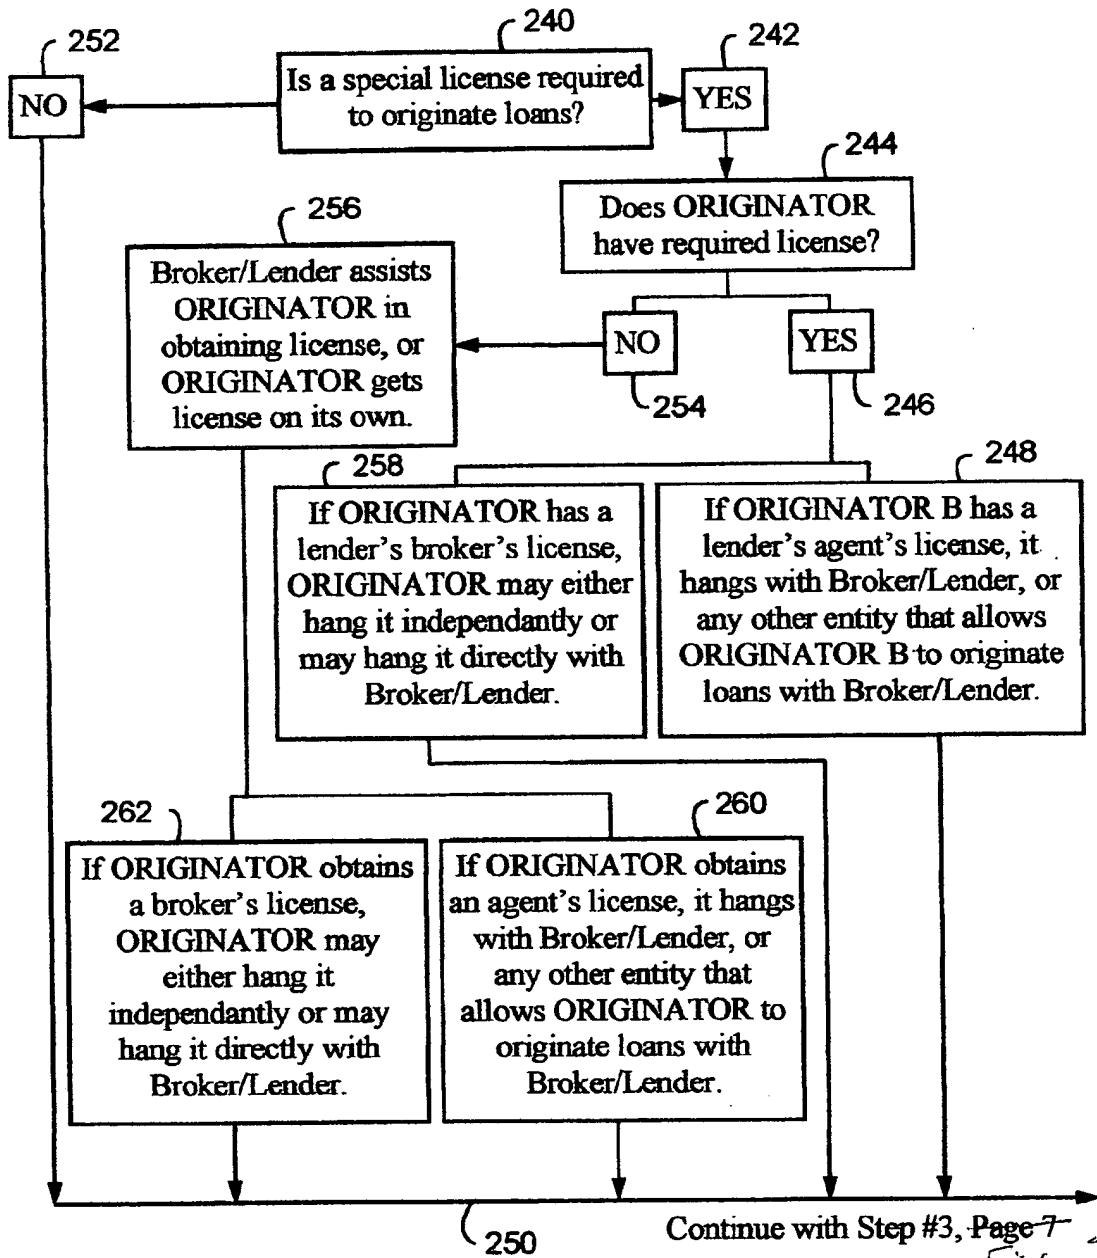 252
240
242
Is a special license required
to originate loans?
NO
YES
244
Does ORIGINATOR
have required license?
256
Broker/Lender assists
ORIGINATOR in
obtaining license, or
ORIGINATOR gets
license on its own.
NO
YES
254
246
258
If ORIGINATOR has a
lender's broker's license,
ORIGINATOR may either
hang it independantly or
may hang it directly with
Broker/Lender.
248
If ORIGINATOR B has a
lender's agent's license, it
hangs with Broker/Lender, or
any other entity that allows
ORIGINATOR B to originate
loans with Broker/Lender.
262
If ORIGINATOR obtains
a broker's license,
ORIGINATOR may
either hang it
independantly or may
hang it directly with
Broker/Lender.
260
If ORIGINATOR obtains
an agent's license, it hangs
with Broker/Lender, or
any other entity that
allows ORIGINATOR to
originate loans with
Broker/Lender.
250
Continue with Step #3, Page 7